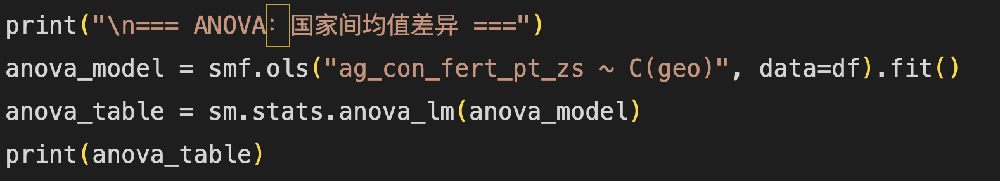 print("\n=== ANOVA：国家间均值差异 ===")
anova_model = smf.ols("ag_con_fert_pt_zs ~ C(geo)", data=df).fit()
anova_table = sm.stats.anova_lm(anova_model)
print(anova_table)